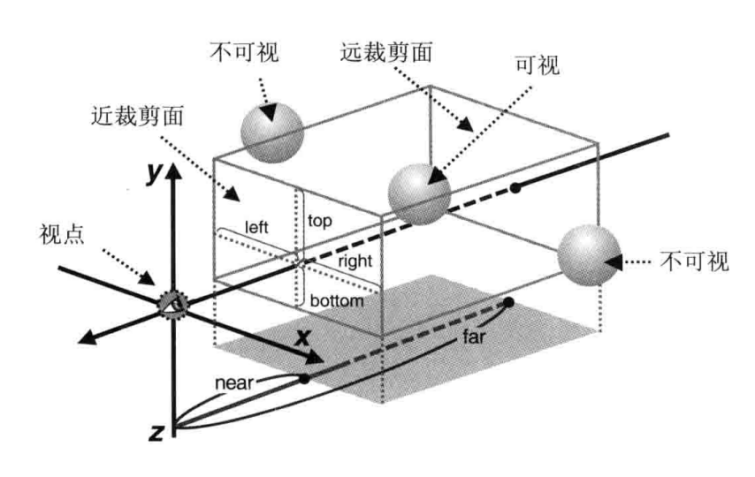 不可视
远裁剪面
可视
近裁剪面
y
top
left
视点
right
不可视
bottom
x
far
near
z